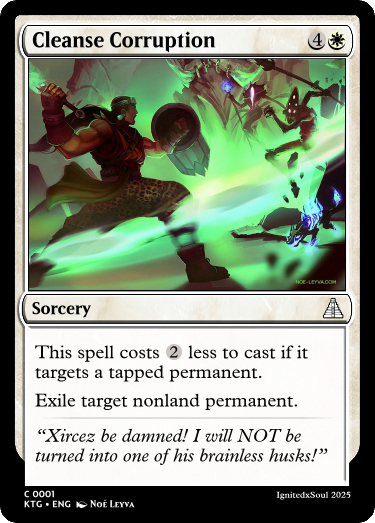 Cleanse Corruption 4
NOE-LEYVA.COM
Sorcery
This spell costs 2 less to cast if it
targets a tapped permanent.
Exile target nonland permanent.
“Xircez be damned! I will NOT be
turned into one of his brainless husks!”
C 0001
KTG • ENG Noé Leyva
IgnitedxSoul 2025